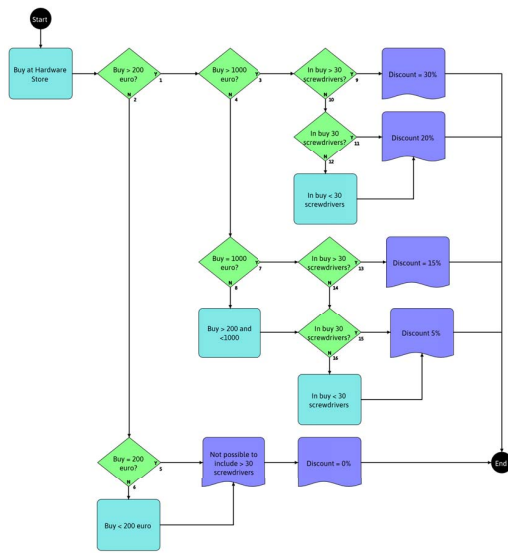 Start
Buy at Hardware
Store
Buy > 200
euro?
Y
1
N
2
Buy > 1000
euro?
Y
3
N
4
In buy > 30
screwdrivers?
Y
9
N
10
Discount = 30%
In buy 30
screwdrivers?
Y
11
N
12
Discount 20%
In buy < 30
screwdrivers
Buy = 1000
euro?
Y
7
N
8
In buy > 30
screwdrivers?
Y
13
N
14
Discount = 15%
Buy > 200 and
<1000
In buy 30
screwdrivers?
Y
15
N
16
Discount 5%
In buy < 30
screwdrivers
Buy = 200
euro?
Y
5
N
6
Not possible to
include > 30
screwdrivers
Discount = 0%
End
Buy < 200 euro